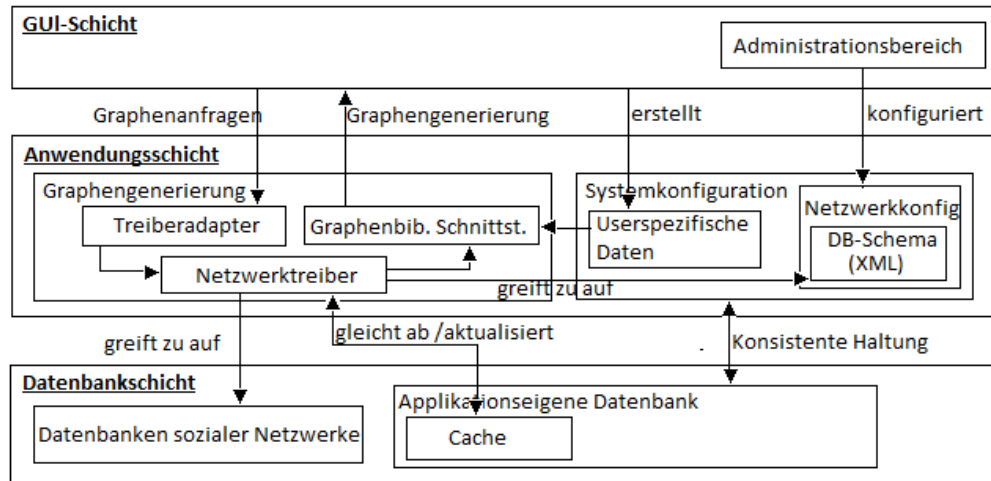 GUI-Schicht
Administrationsbereich
Graphenanfragen
Graphengenerierung
erstellt
konfiguriert
Anwendungsschicht
Graphengenerierung
Treiberadapter
Graphenbib. Schnittst.
Netzwerktreiber
Systemkonfiguration
Userspezifische
Daten
Netzwerkkonfig
DB-Schema
(XML)
greift zu auf
greift zu auf
gleicht ab /aktualisiert
. Konsistente Haltung
Datenbankschicht
Datenbanken sozialer Netzwerke
Applikationseigene Datenbank
Cache